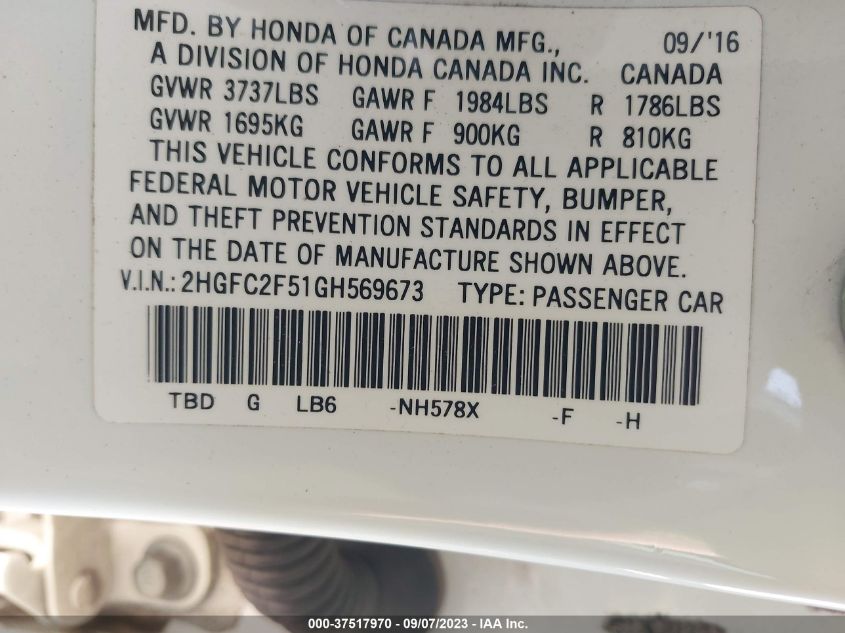 MFD. BY HONDA OF CANADA MFG., 09/'16
A DIVISION OF HONDA CANADA INC. CANADA
GVWR 3737LBS GAWR F 1984LBS R 1786LBS
GVWR 1695KG GAWR F 900KG R 810KG
THIS VEHICLE CONFORMS TO ALL APPLICABLE
FEDERAL MOTOR VEHICLE SAFETY, BUMPER,
AND THEFT PREVENTION STANDARDS IN EFFECT
ON THE DATE OF MANUFACTURE SHOWN ABOVE.
V.I.N.: 2HGFC2F51GH569673 TYPE: PASSENGER CAR
TBD G LB6 -NH578X -F -H
000-37517970 - 09/07/2023 - IAA Inc.